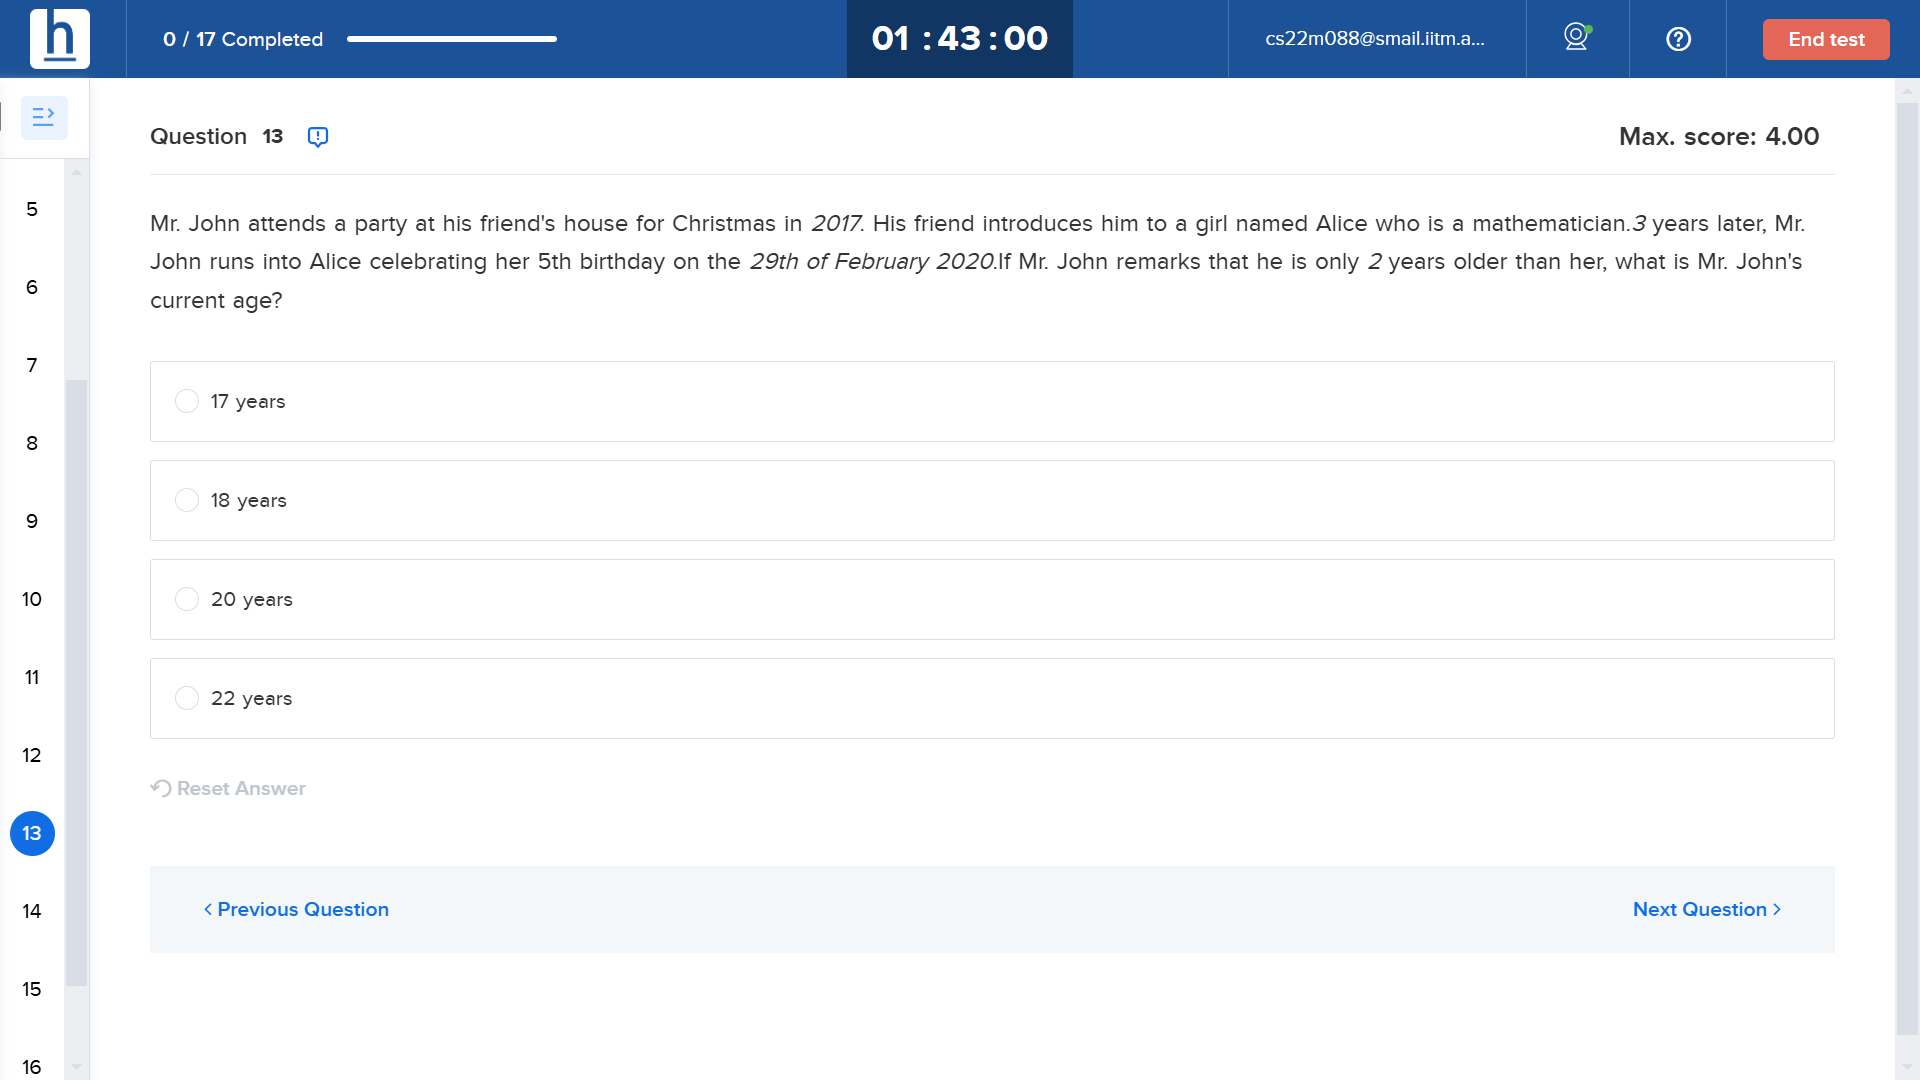 h
0 / 17 Completed
01 : 43 : 00
cs22m088@smail.iitm.a...
End test
Question 13
Max. score: 4.00
Mr. John attends a party at his friend's house for Christmas in 2017. His friend introduces him to a girl named Alice who is a mathematician.3 years later, Mr.
John runs into Alice celebrating her 5th birthday on the 29th of February 2020.If Mr. John remarks that he is only 2 years older than her, what is Mr. John's
current age?
17 years
18 years
20 years
22 years
Reset Answer
Previous Question
Next Question
5
6
7
8
9
10
11
12
13
14
15
16